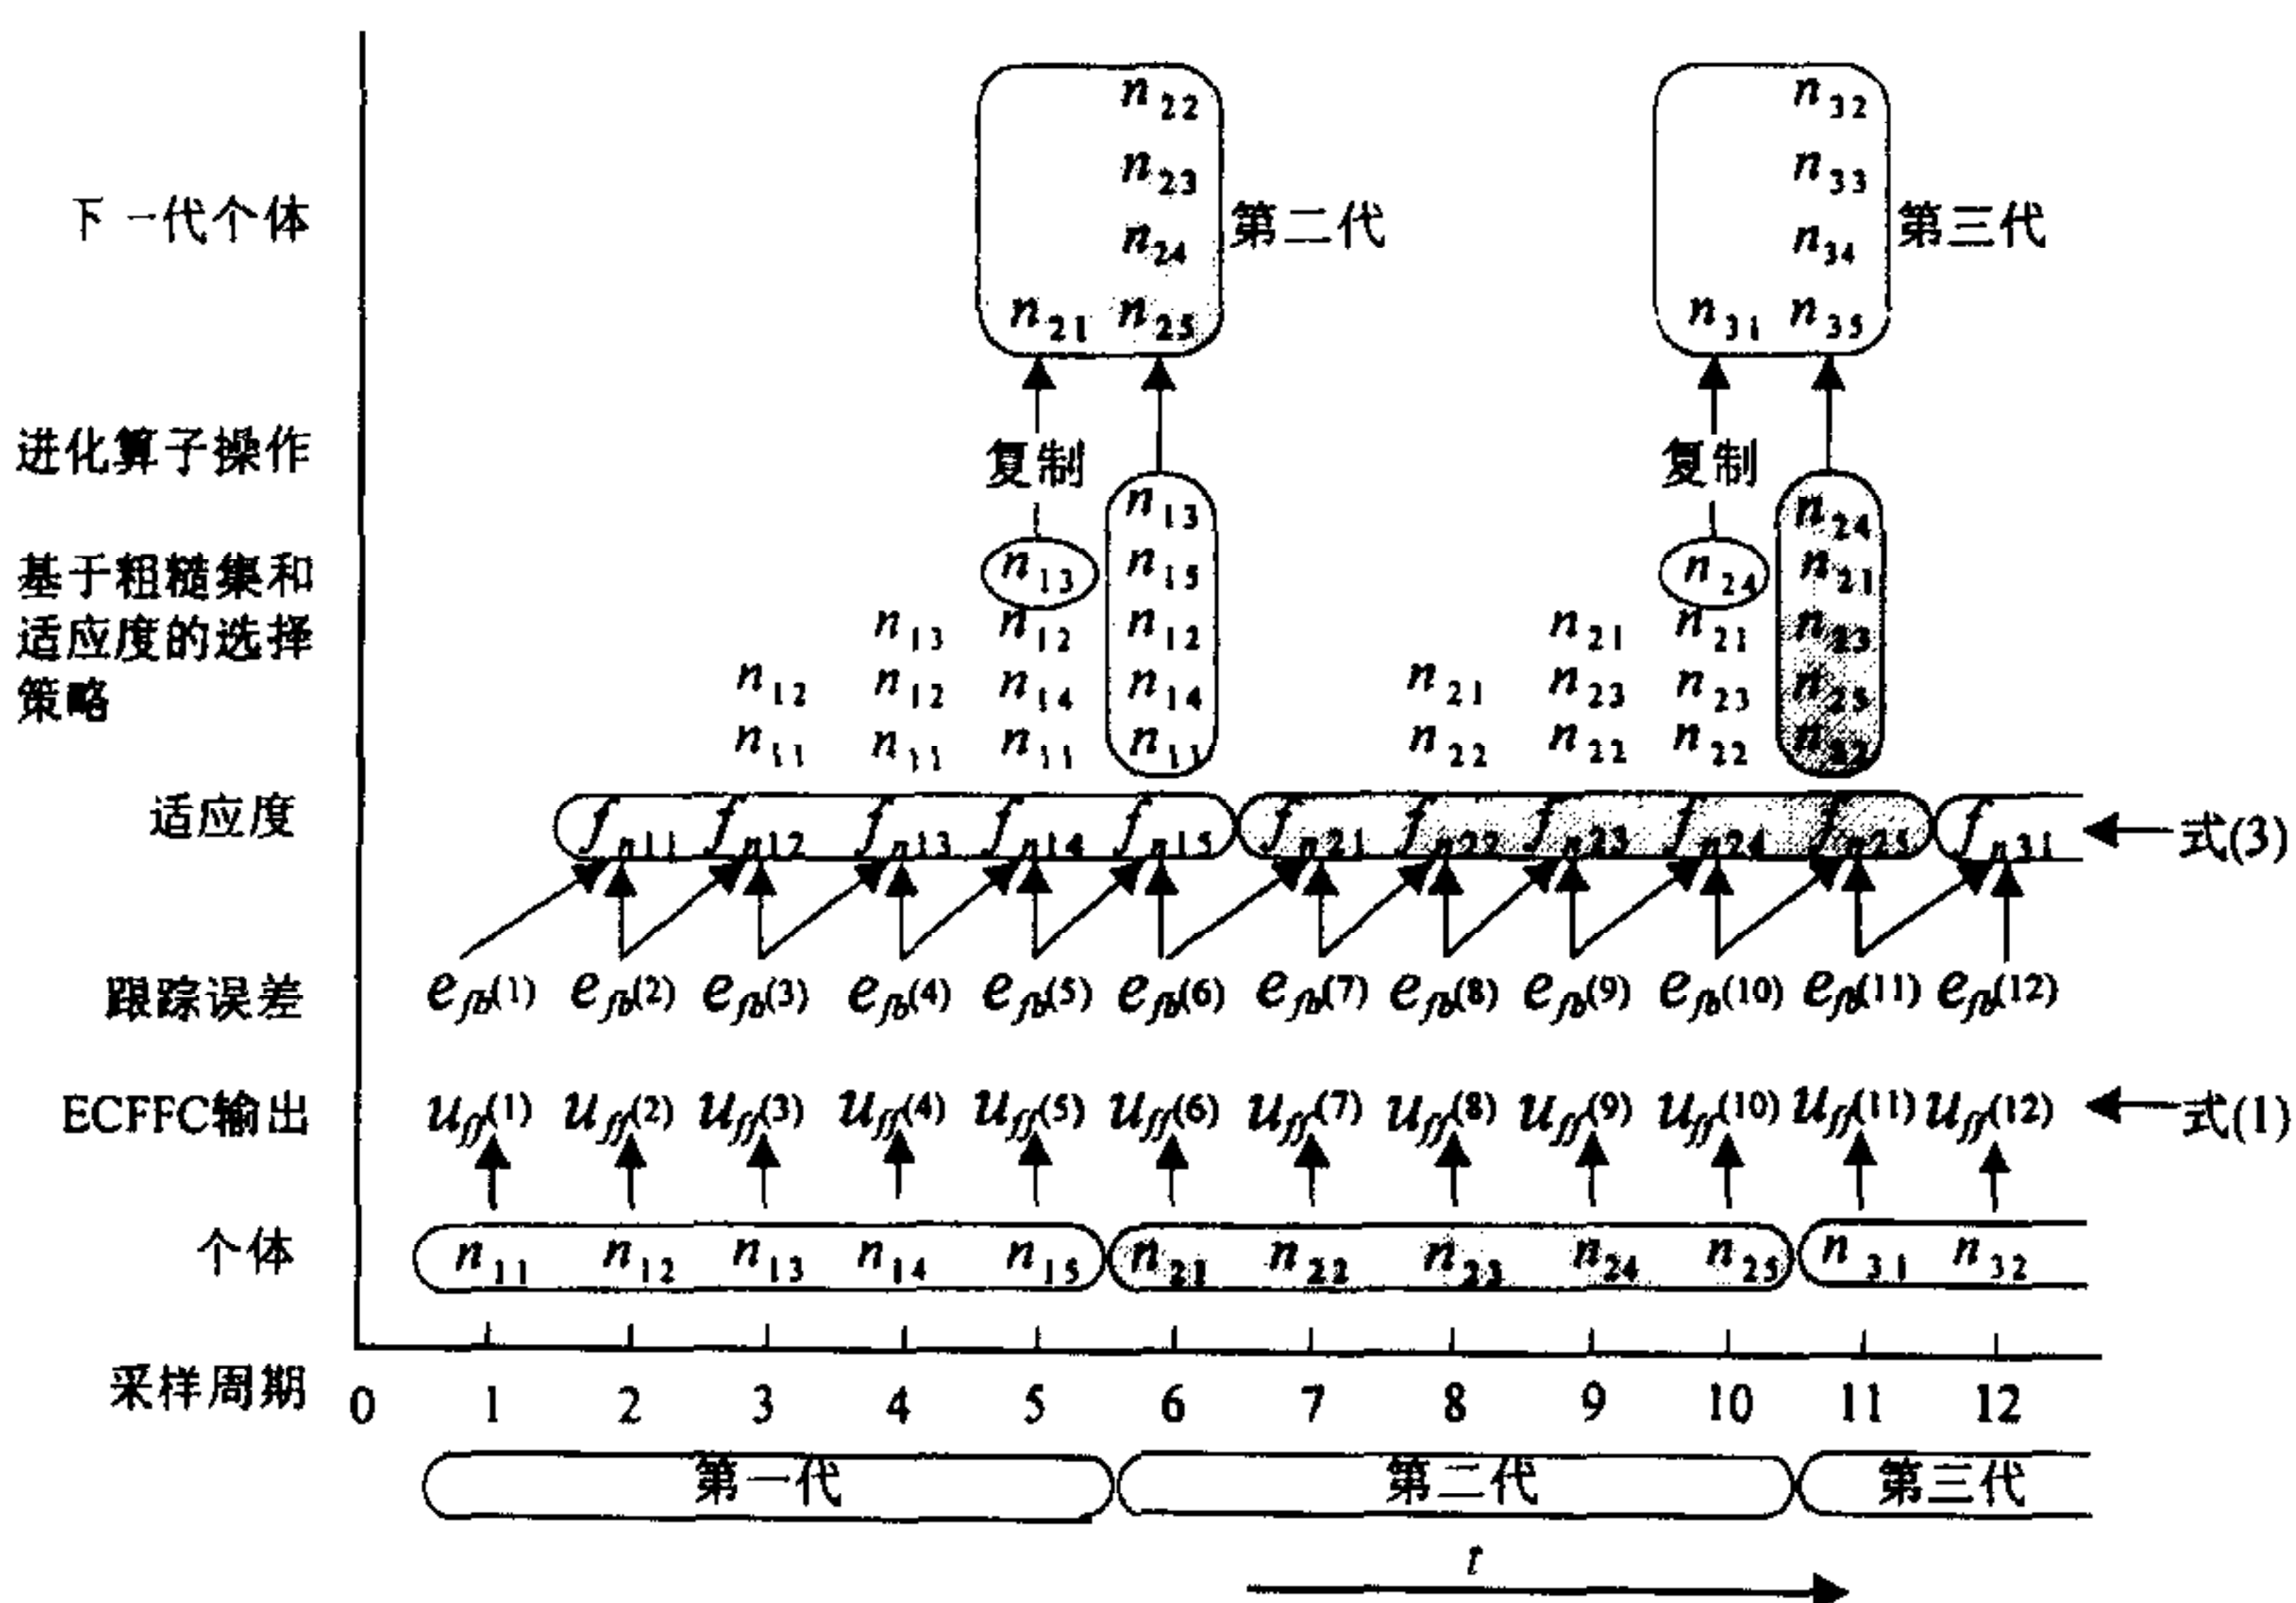 n22
n32
n23
n33
下一代个体
n24
第二代
n34
第三代
n21 n25
n31 n35
进化算子操作
复制
复制
n13
n24
基于粗糙集和
适应度的选择
策略
n13
n15
n24
n21
n13 n12 n12
n21 n21 n23
n12 n12 n14 n14
n21 n23 n23 n25
n11 n11 n11 n11
n22 n22 n22 n22
适应度 fn11 fn12 fn13 fn14 fn15 fn21 fn22 fn23 fn24 fn25 fn31 式(3)
跟踪误差 efb(1) efb(2) efb(3) efb(4) efb(5) efb(6) efb(7) efb(8) efb(9) efb(10) efb(11) efb(12)
ECFFC输出 uff(1) uff(2) uff(3) uff(4) uff(5) uff(6) uff(7) uff(8) uff(9) uff(10) uff(11) uff(12) 式(1)
个体 n11 n12 n13 n14 n15 n21 n22 n23 n24 n25 n31 n32
采样周期 0 1 2 3 4 5 6 7 8 9 10 11 12
第一代 第二代 第三代
t